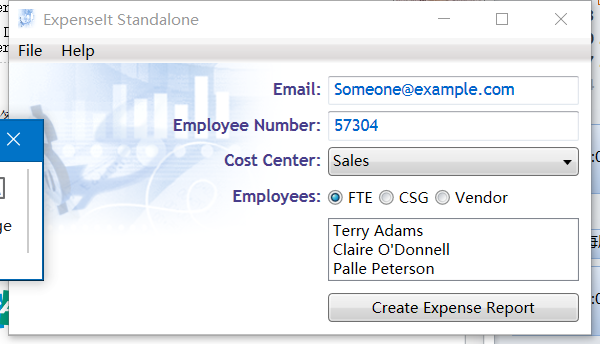 ExpenseIt Standalone
File Help
Email: Someone@example.com
Employee Number: 57304
Cost Center: Sales
Employees: FTE CSG Vendor
Terry Adams
Claire O'Donnell
Palle Peterson
Create Expense Report